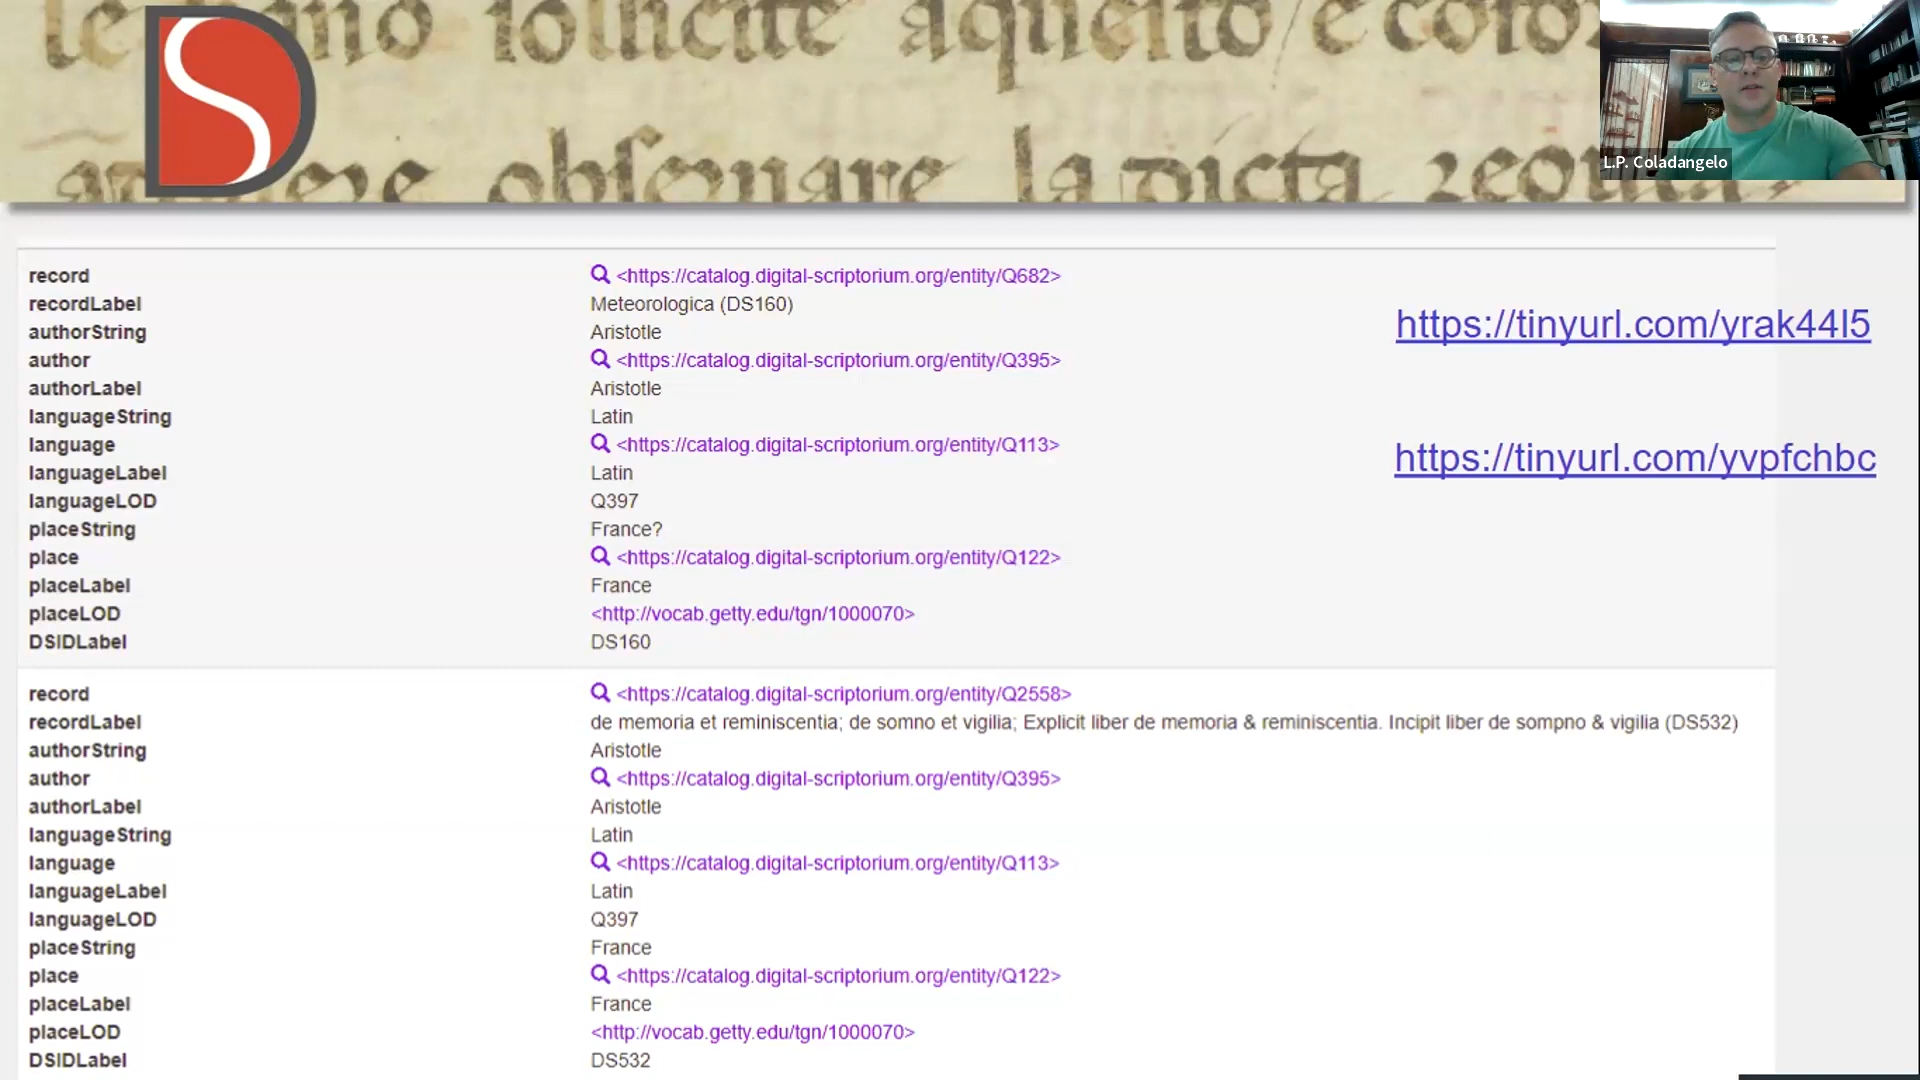 L.P. Coladangelo
record <https://catalog.digital-scriptorium.org/entity/Q682>
recordLabel Meteorologica (DS160)
authorString Aristotle
author <https://catalog.digital-scriptorium.org/entity/Q395>
authorLabel Aristotle
languageString Latin
language <https://catalog.digital-scriptorium.org/entity/Q113>
languageLabel Latin
languageLOD Q397
placeString France?
place <https://catalog.digital-scriptorium.org/entity/Q122>
placeLabel France
placeLOD <http://vocab.getty.edu/tgn/1000070>
DSIDLabel DS160
https://tinyurl.com/yrak44l5
https://tinyurl.com/yvpfchbc
record <https://catalog.digital-scriptorium.org/entity/Q2558>
recordLabel de memoria et reminiscentia; de somno et vigilia; Explicit liber de memoria & reminiscentia. Incipit liber de sompno & vigilia (DS532)
authorString Aristotle
author <https://catalog.digital-scriptorium.org/entity/Q395>
authorLabel Aristotle
languageString Latin
language <https://catalog.digital-scriptorium.org/entity/Q113>
languageLabel Latin
languageLOD Q397
placeString France
place <https://catalog.digital-scriptorium.org/entity/Q122>
placeLabel France
placeLOD <http://vocab.getty.edu/tgn/1000070>
DSIDLabel DS532